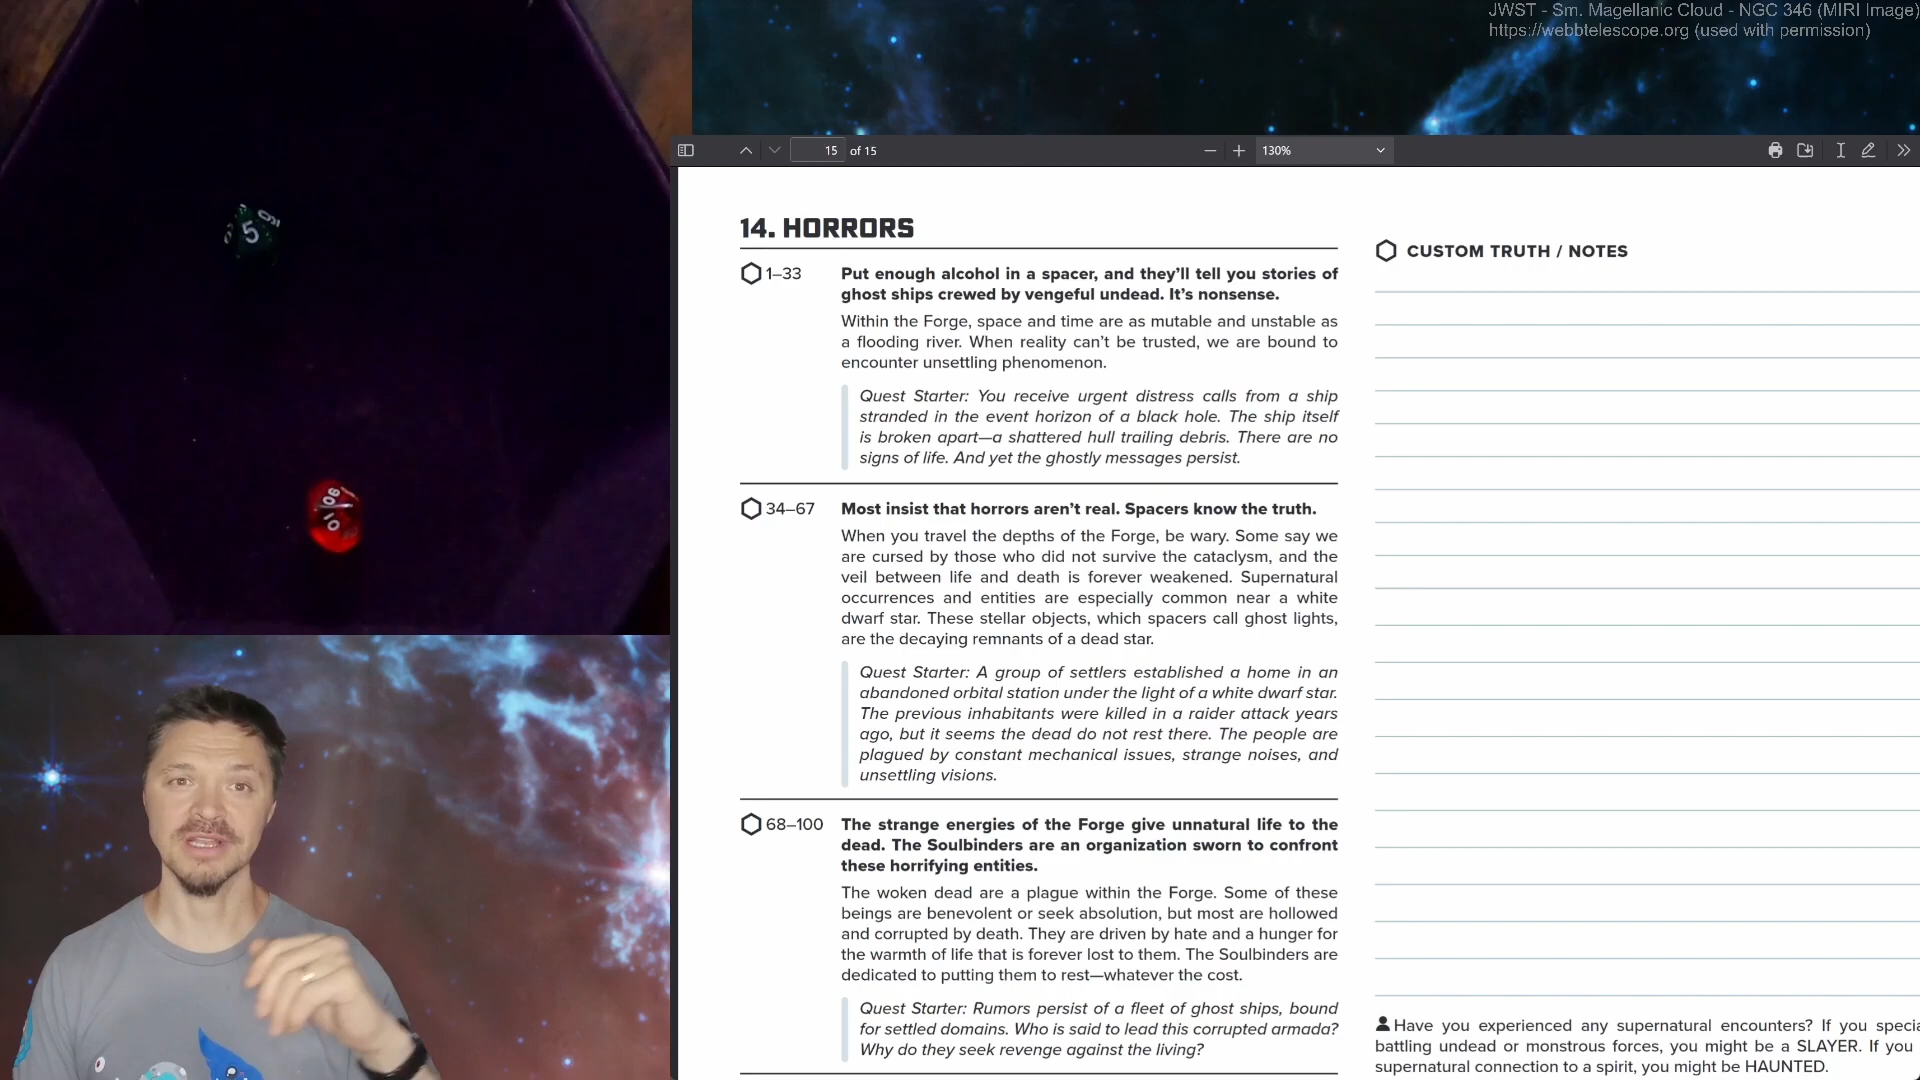 JWST - Sm. Magellanic Cloud - NGC 346 (MIRI Image)
https://webbtelescope.org (used with permission)
5
90
10
15 of 15
130%
14. HORRORS
1–33
Put enough alcohol in a spacer, and they'll tell you stories of
ghost ships crewed by vengeful undead. It's nonsense.
Within the Forge, space and time are as mutable and unstable as
a flooding river. When reality can't be trusted, we are bound to
encounter unsettling phenomenon.
Quest Starter: You receive urgent distress calls from a ship
stranded in the event horizon of a black hole. The ship itself
is broken apart—a shattered hull trailing debris. There are no
signs of life. And yet the ghostly messages persist.
34–67
Most insist that horrors aren't real. Spacers know the truth.
When you travel the depths of the Forge, be wary. Some say we
are cursed by those who did not survive the cataclysm, and the
veil between life and death is forever weakened. Supernatural
occurrences and entities are especially common near a white
dwarf star. These stellar objects, which spacers call ghost lights,
are the decaying remnants of a dead star.
Quest Starter: A group of settlers established a home in an
abandoned orbital station under the light of a white dwarf star.
The previous inhabitants were killed in a raider attack years
ago, but it seems the dead do not rest there. The people are
plagued by constant mechanical issues, strange noises, and
unsettling visions.
68–100
The strange energies of the Forge give unnatural life to the
dead. The Soulbinders are an organization sworn to confront
these horrifying entities.
The woken dead are a plague within the Forge. Some of these
beings are benevolent or seek absolution, but most are hollowed
and corrupted by death. They are driven by hate and a hunger for
the warmth of life that is forever lost to them. The Soulbinders are
dedicated to putting them to rest—whatever the cost.
Quest Starter: Rumors persist of a fleet of ghost ships, bound
for settled domains. Who is said to lead this corrupted armada?
Why do they seek revenge against the living?
CUSTOM TRUTH / NOTES
Have you experienced any supernatural encounters? If you specia
battling undead or monstrous forces, you might be a SLAYER. If you
supernatural connection to a spirit, you might be HAUNTED.